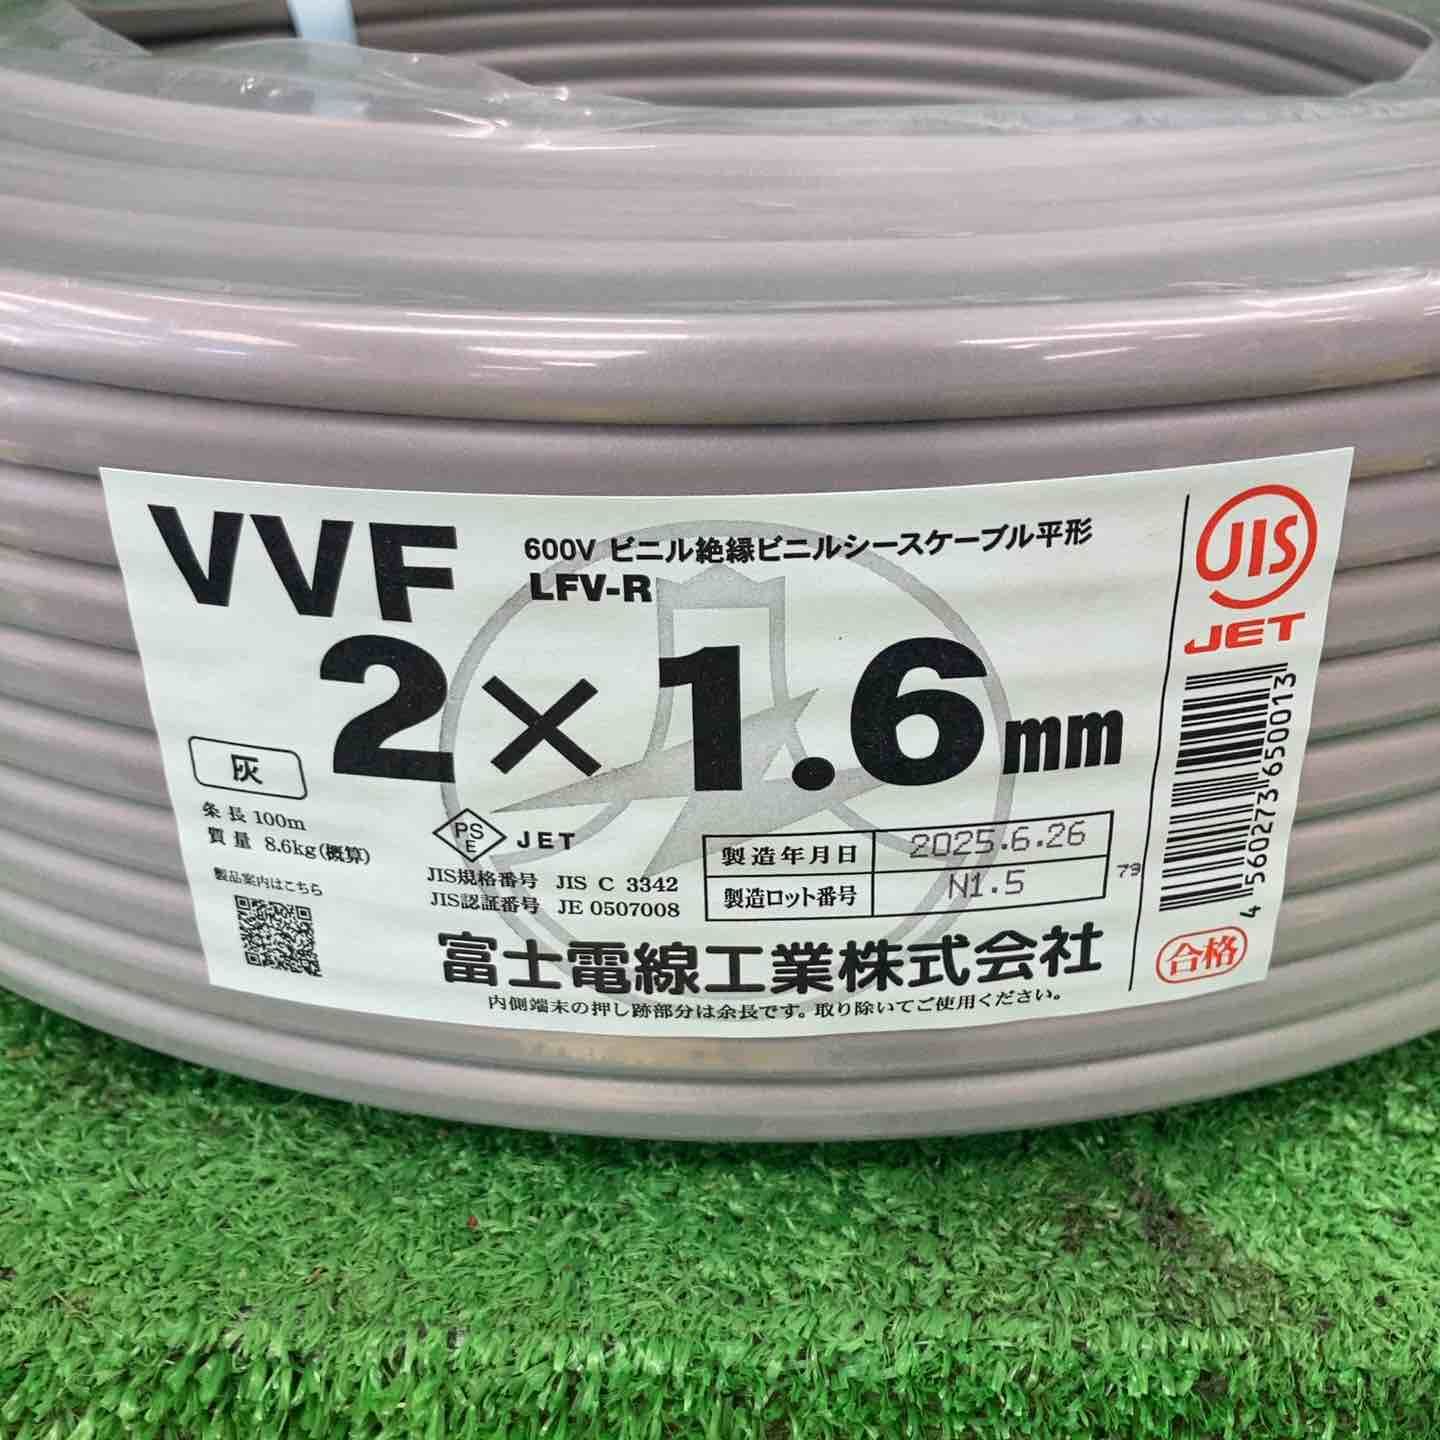 VVF
600V ビニル絶縁ビニルシースケーブル平形
LFV-R
2×1.6mm
灰
条長 100m
質量 8.6kg(概算)
製品案内はこちら
PSE JET
JIS規格番号 JIS C 3342
JIS認証番号 JE 0507008
製造年月日 2025.6.26
製造ロット番号 N1.5
79
富士電線工業株式会社
内側端末の押し跡部分は余長です。取り除いてご使用ください。
JIS
JET
4560273650013
合格